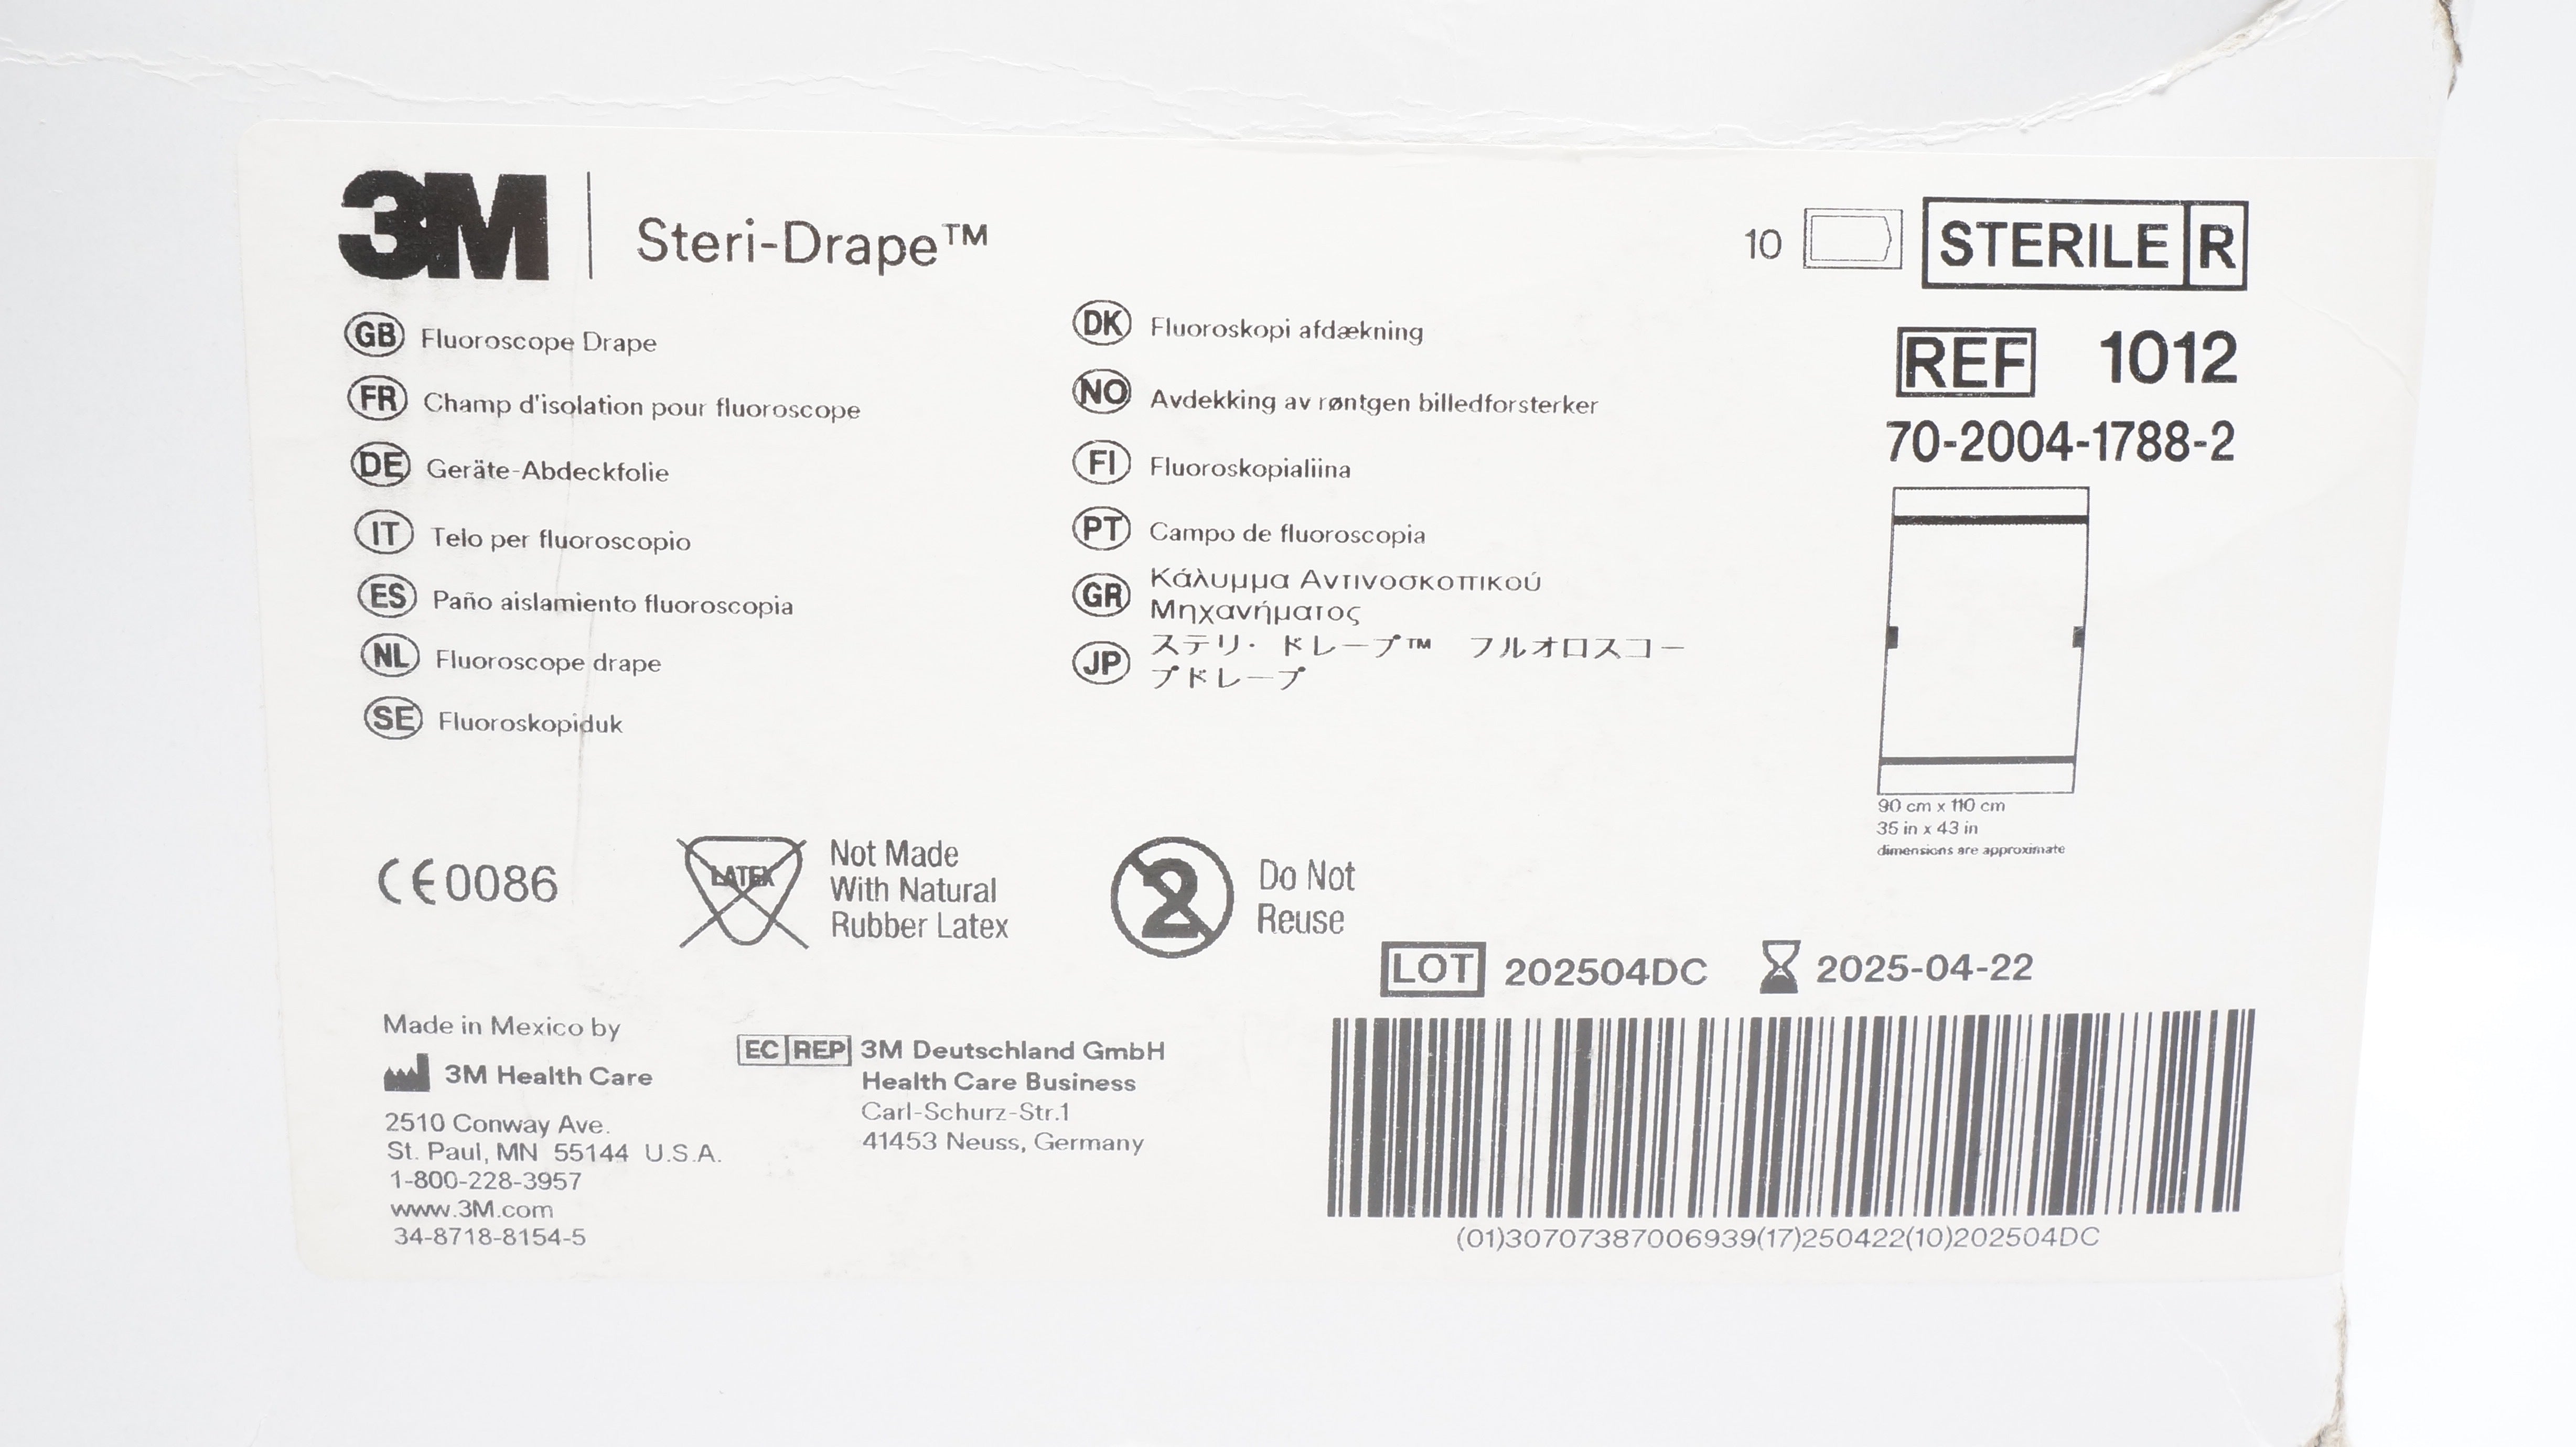 3M Steri-Drape™
10 STERILE R
GB Fluoroscope Drape
FR Champ d'isolation pour fluoroscope
DE Geräte-Abdeckfolie
IT Telo per fluoroscopio
ES Paño aislamiento fluoroscopia
NL Fluoroscope drape
SE Fluoroskopiduk
DK Fluoroskopi afdækning
NO Avdekking av røntgen billedforsterker
FI Fluoroskopialiina
PT Campo de fluoroscopia
GR Κάλυμμα Αντινοσκοπικού
Μηχανήματος
JP ステリ・ドレープ™ フルオロスコー
プドレープ
REF 1012
70-2004-1788-2
90 cm x 110 cm
35 in x 43 in
dimensions are approximate
CE0086
LATEX
Not Made
With Natural
Rubber Latex
2
Do Not
Reuse
LOT 202504DC 2025-04-22
Made in Mexico by
3M Health Care
2510 Conway Ave.
St. Paul, MN 55144 U.S.A.
1-800-228-3957
www.3M.com
34-8718-8154-5
EC REP 3M Deutschland GmbH
Health Care Business
Carl-Schurz-Str.1
41453 Neuss, Germany
(01)30707387006939(17)250422(10)202504DC